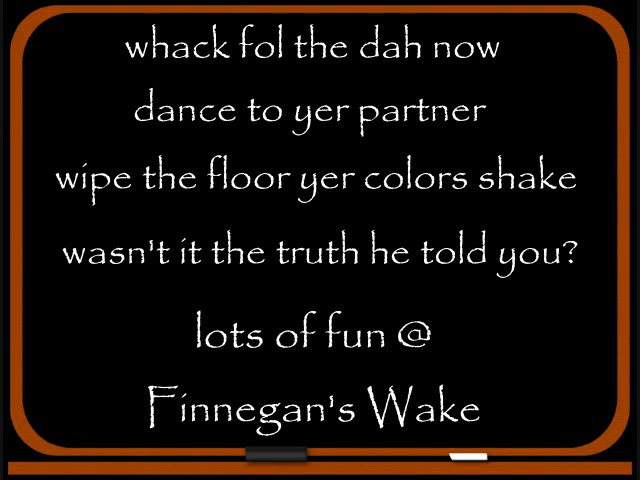 whack fol the dah now
dance to yer partner
wipe the floor yer colors shake
wasn't it the truth he told you?
lots of fun @
Finnegan's Wake